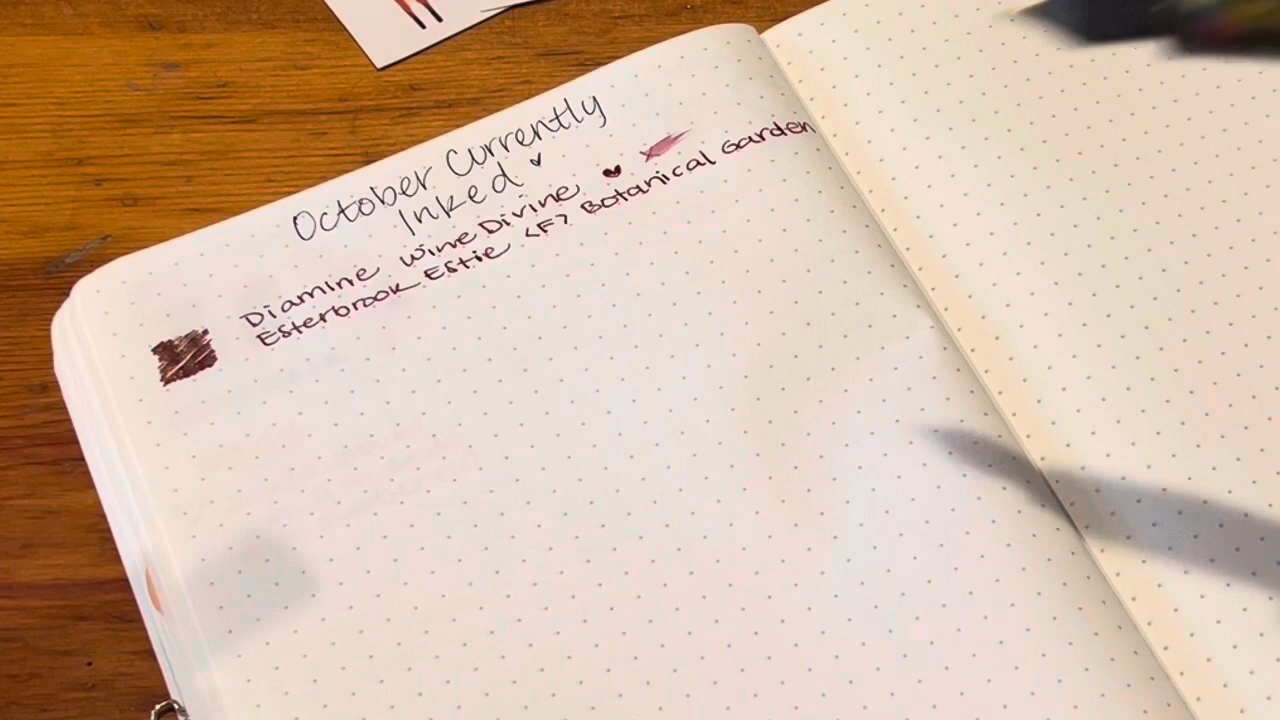 October Currently
Inked
Diamine Wine Divine
Esterbrook Estie <F> Botanical Garden